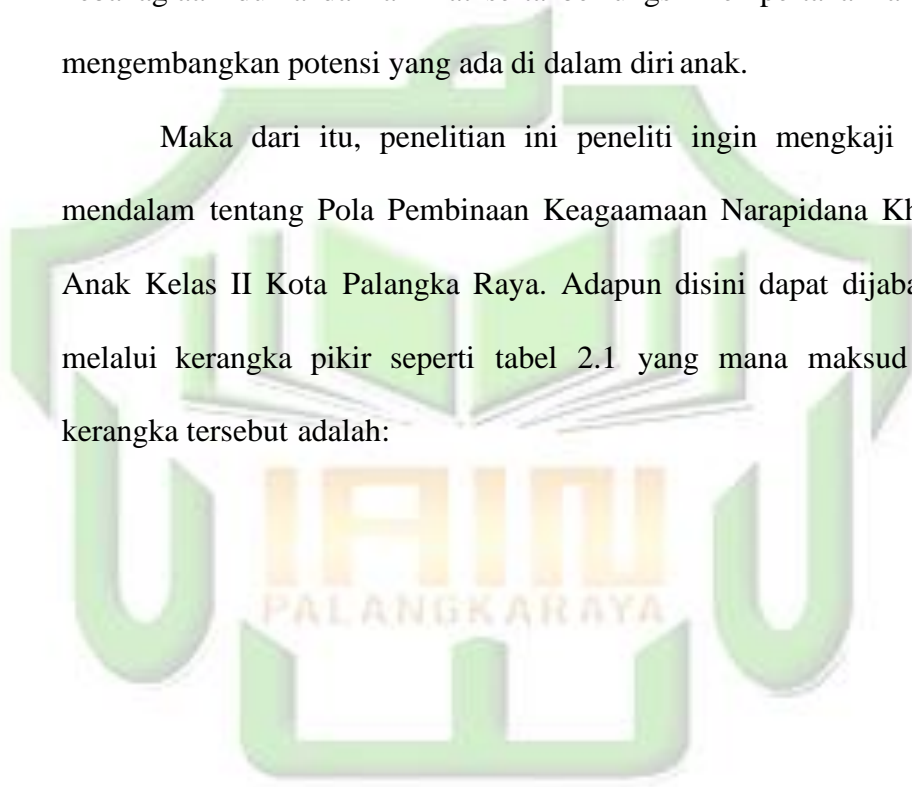 mengembangkan potensi yang ada di dalam diri anak.
Maka dari itu, penelitian ini peneliti ingin mengkaji
mendalam tentang Pola Pembinaan Keagaamaan Narapidana
Anak Kelas II Kota Palangka Raya. Adapun disini dapat
melalui kerangka pikir seperti tabel 2.1 yang mana maksud
kerangka tersebut adalah:
IAIN
PALANGKARAYA